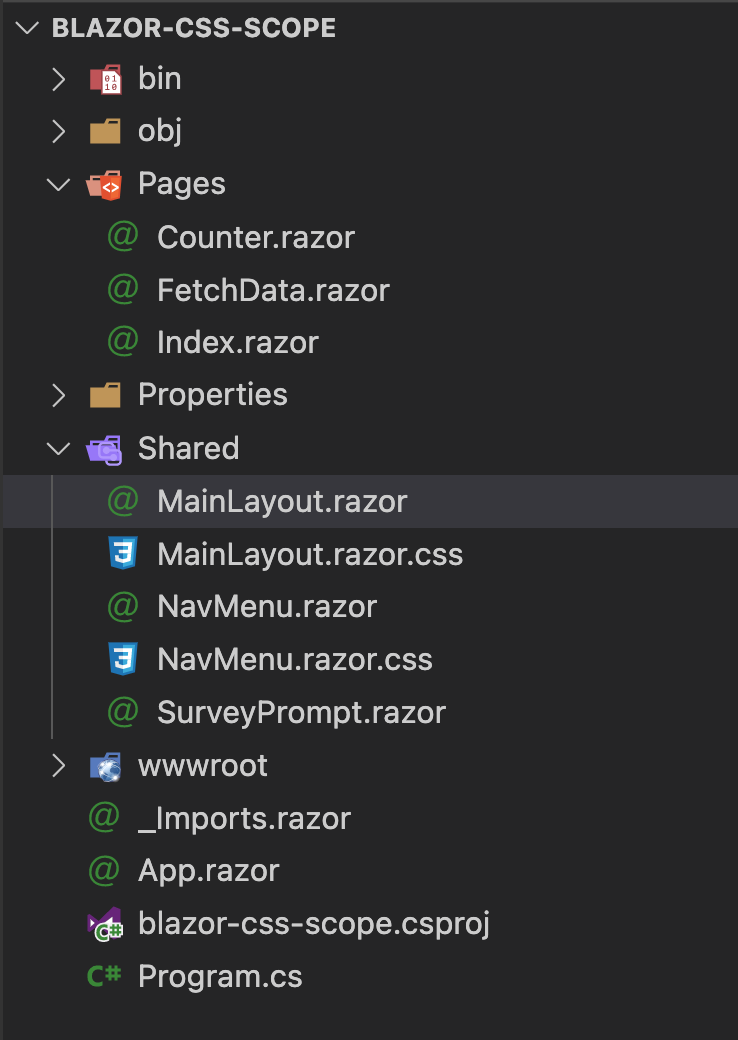 BLAZOR-CSS-SCOPE
bin
obj
Pages
@ Counter.razor
@ FetchData.razor
@ Index.razor
Properties
Shared
@ MainLayout.razor
MainLayout.razor.css
@ NavMenu.razor
NavMenu.razor.css
@ SurveyPrompt.razor
wwwroot
@ _Imports.razor
@ App.razor
blazor-css-scope.csproj
C# Program.cs